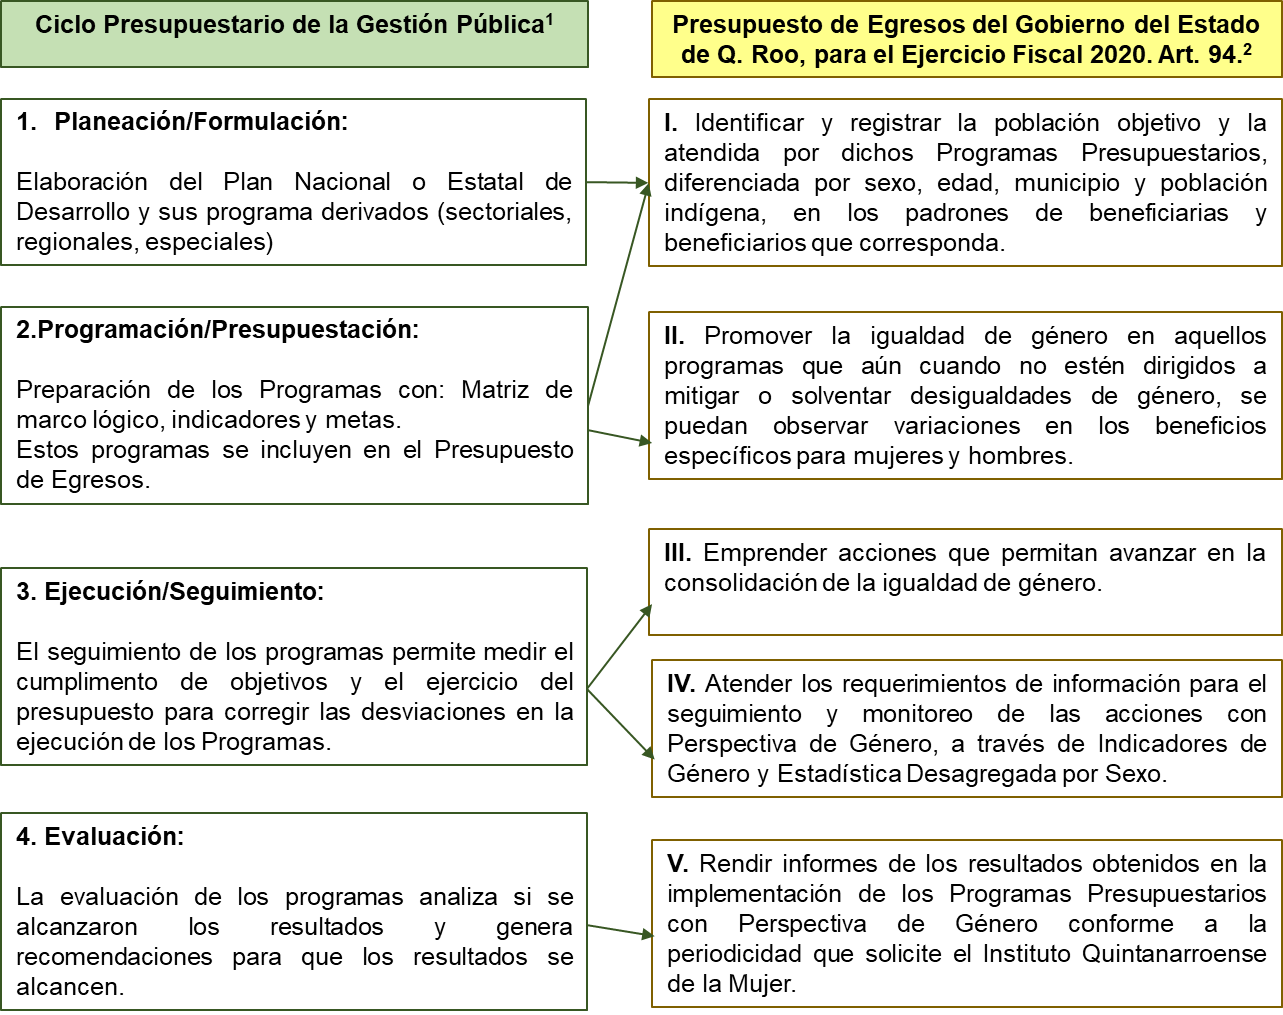 Ciclo Presupuestario de la Gestión Pública1
Presupuesto de Egresos del Gobierno del Estado
de Q. Roo, para el Ejercicio Fiscal 2020. Art. 94.2
1. Planeación/Formulación:
Elaboración del Plan Nacional o Estatal de
Desarrollo y sus programa derivados (sectoriales,
regionales, especiales)
I. Identificar y registrar la población objetivo y la
atendida por dichos Programas Presupuestarios,
diferenciada por sexo, edad, municipio y población
indígena, en los padrones de beneficiarias y
beneficiarios que corresponda.
2.Programación/Presupuestación:
Preparación de los Programas con: Matriz de
marco lógico, indicadores y metas.
Estos programas se incluyen en el Presupuesto
de Egresos.
II. Promover la igualdad de género en aquellos
programas que aún cuando no estén dirigidos a
mitigar o solventar desigualdades de género, se
puedan observar variaciones en los beneficios
específicos para mujeres y hombres.
3. Ejecución/Seguimiento:
El seguimiento de los programas permite medir el
cumplimento de objetivos y el ejercicio del
presupuesto para corregir las desviaciones en la
ejecución de los Programas.
III. Emprender acciones que permitan avanzar en la
consolidación de la igualdad de género.
IV. Atender los requerimientos de información para el
seguimiento y monitoreo de las acciones con
Perspectiva de Género, a través de Indicadores de
Género y Estadística Desagregada por Sexo.
4. Evaluación:
La evaluación de los programas analiza si se
alcanzaron los resultados y genera
recomendaciones para que los resultados se
alcancen.
V. Rendir informes de los resultados obtenidos en la
implementación de los Programas Presupuestarios
con Perspectiva de Género conforme a la
periodicidad que solicite el Instituto Quintanarroense
de la Mujer.